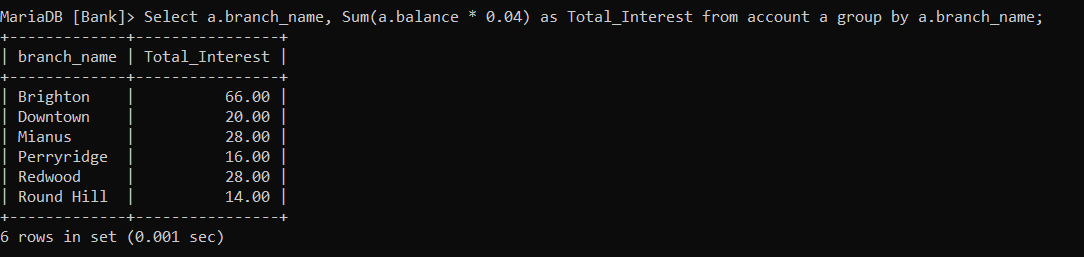 MariaDB [Bank]> Select a.branch_name, Sum(a.balance * 0.04) as Total_Interest from account a group by a.branch_name;
+-------------+----------------+
| branch_name | Total_Interest |
+-------------+----------------+
| Brighton    |          66.00 |
| Downtown    |          20.00 |
| Mianus      |          28.00 |
| Perryridge  |          16.00 |
| Redwood     |          28.00 |
| Round Hill  |          14.00 |
+-------------+----------------+
6 rows in set (0.001 sec)